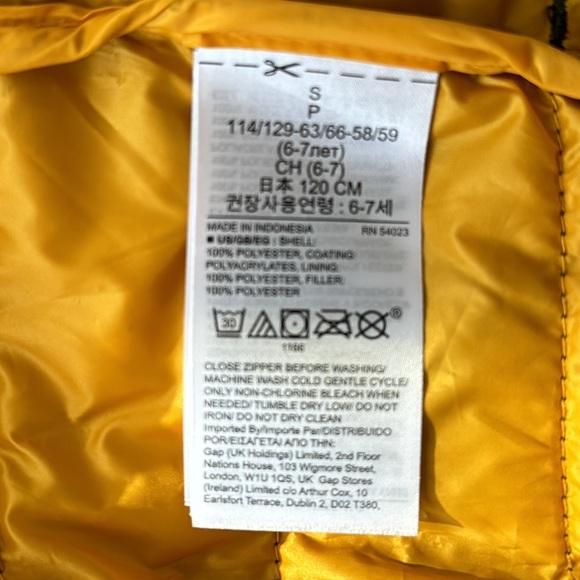 S
P
114/129-63/66-58/59
(6-7лет)
CH (6-7)
日本 120 CM
권장사용연령 : 6-7세
MADE IN INDONESIA RN 54023
■ US/GB/EG : SHELL:
100% POLYESTER, COATING:
POLYACRYLATES, LINING:
100% POLYESTER, FILLER:
100% POLYESTER
30 ®
CLOSE ZIPPER BEFORE WASHING/
MACHINE WASH COLD GENTLE CYCLE/
ONLY NON-CHLORINE BLEACH WHEN
NEEDED/ TUMBLE DRY LOW/ DO NOT
IRON/ DO NOT DRY CLEAN
Imported By/Importe Par/DISTRIBUIDO
POR/ΕΙΣΑΓΕΤΑΙ ΑΠΟ ΤΗΝ:
Gap (UK Holdings) Limited, 2nd Floor
Nations House, 103 Wigmore Street,
London, W1U 1QS, UK Gap Stores
(Ireland) Limited c/o Arthur Cox, 10
Earlsfort Terrace, Dublin 2, D02 T380,